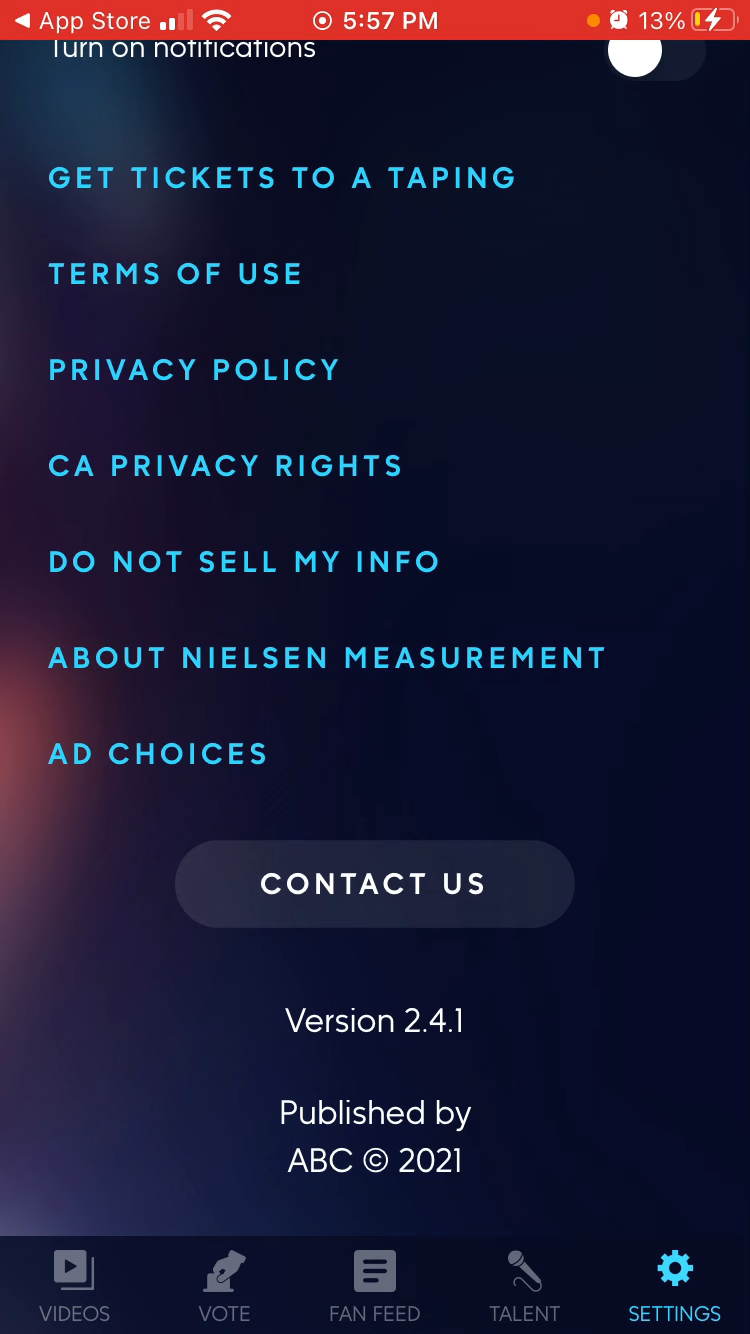 App Store 5:57 PM 13%
Turn on notifications
GET TICKETS TO A TAPING
TERMS OF USE
PRIVACY POLICY
CA PRIVACY RIGHTS
DO NOT SELL MY INFO
ABOUT NIELSEN MEASUREMENT
AD CHOICES
CONTACT US
Version 2.4.1
Published by
ABC © 2021
VIDEOS VOTE FAN FEED TALENT SETTINGS